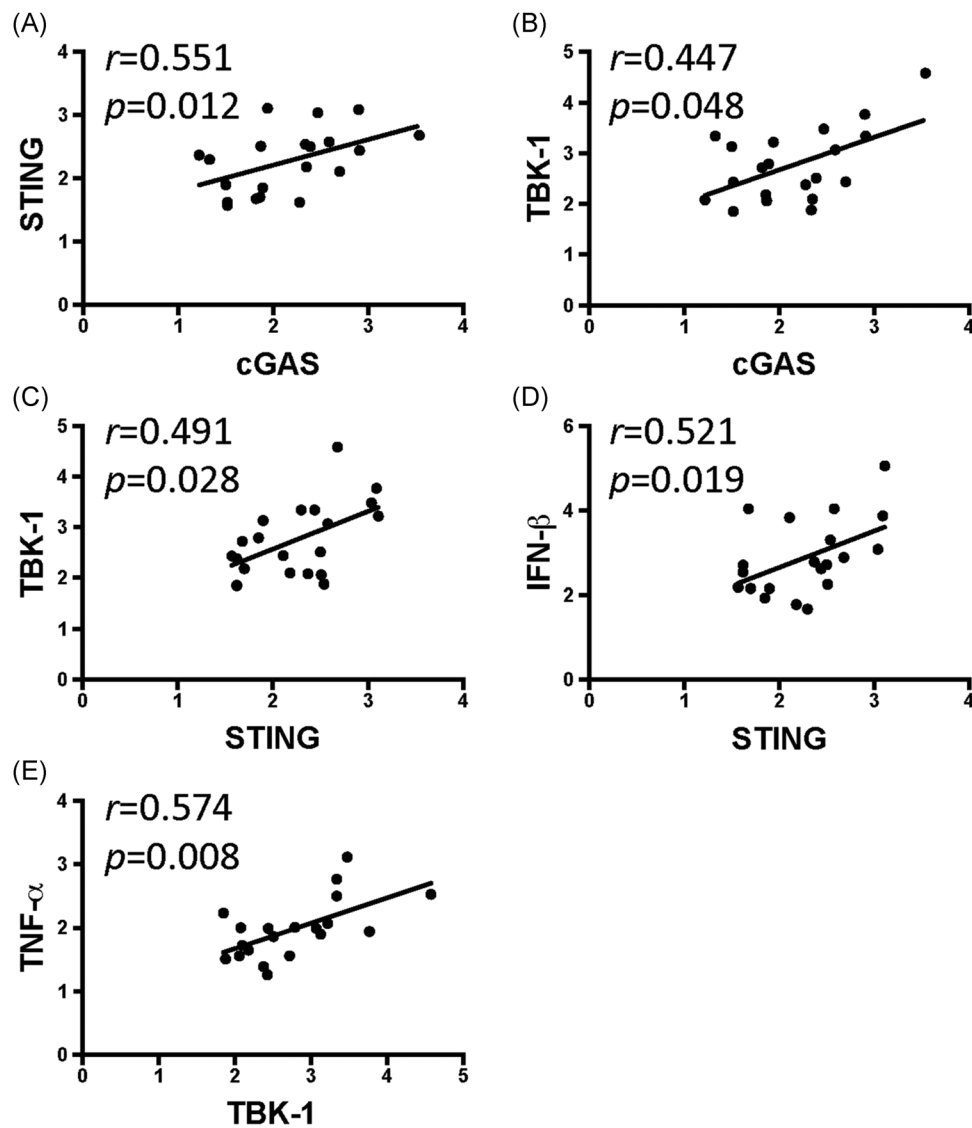 (A)
r=0.551
p=0.012
STING
4
3
2
1
0
0 1 2 3 4
cGAS
(B)
r=0.447
p=0.048
TBK-1
5
4
3
2
1
0
0 1 2 3 4
cGAS
(C)
r=0.491
p=0.028
TBK-1
5
4
3
2
1
0
0 1 2 3 4
STING
(D)
r=0.521
p=0.019
IFN-β
6
4
2
0
0 1 2 3 4
STING
(E)
r=0.574
p=0.008
TNF-α
4
3
2
1
0
0 1 2 3 4 5
TBK-1